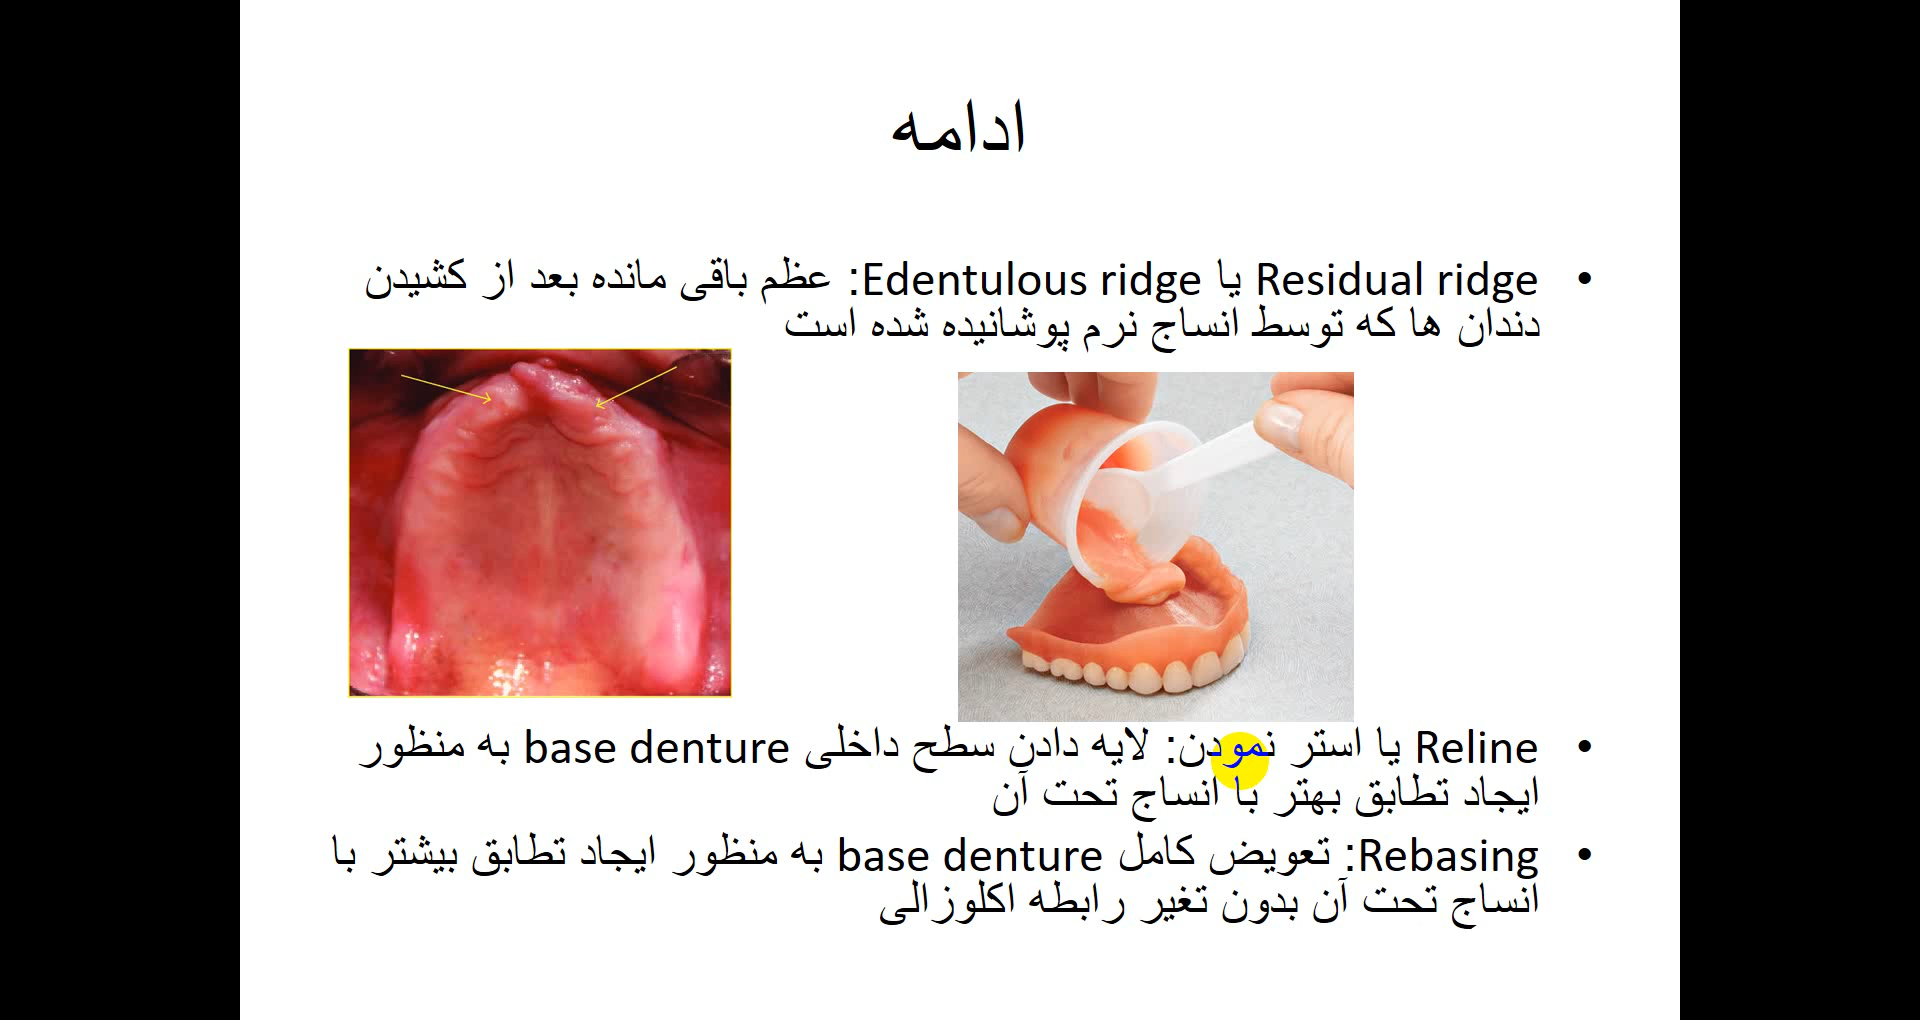 ادامه
Residual ridge یا Edentulous ridge: عظم باقی مانده بعد از کشیدن
دندان ها که توسط انساج نرم پوشانیده شده است
Reline یا استر نمودن: لایه دادن سطح داخلی base denture به منظور
ایجاد تطابق بهتر با انساج تحت آن
Rebasing: تعویض کامل base denture به منظور ایجاد تطابق بیشتر با
انساج تحت آن بدون تغیر رابطه اکلوزالی